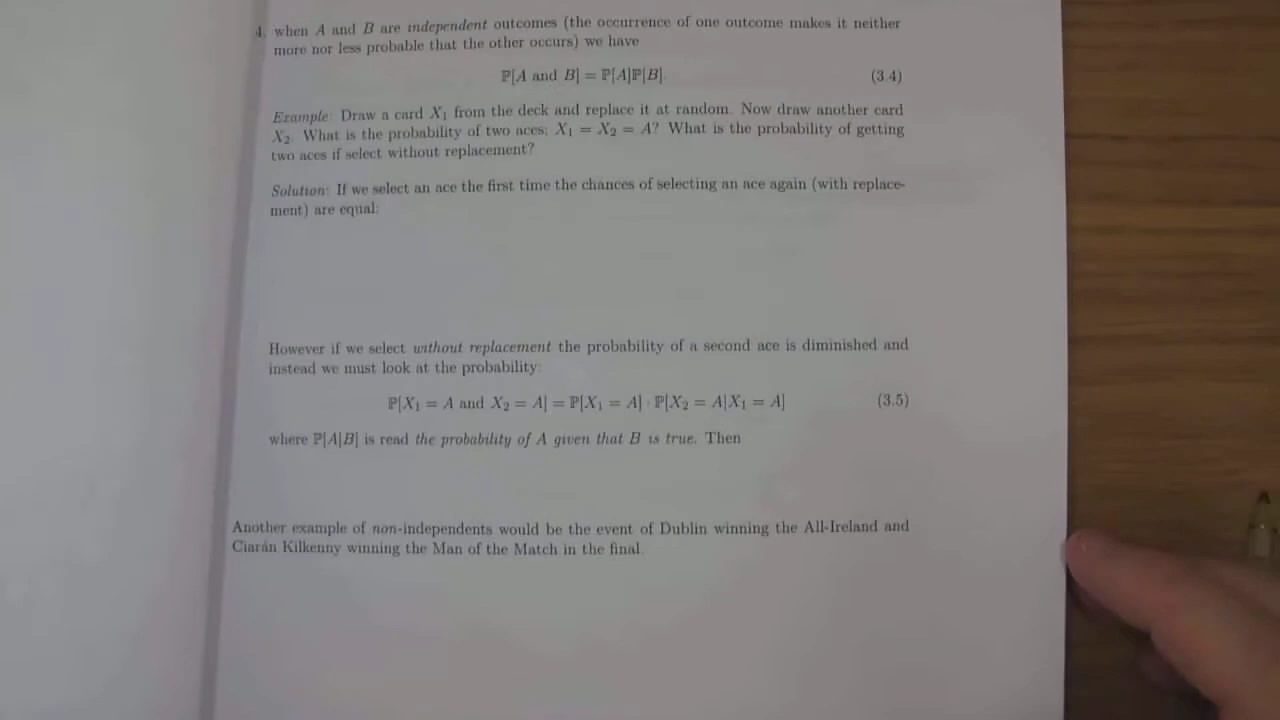 4. when A and B are independent outcomes (the occurrence of one outcome makes it neither
more nor less probable that the other occurs) we have
ℙ[A and B] = ℙ[A]ℙ[B]. (3.4)
Example: Draw a card X₁ from the deck and replace it at random. Now draw another card
X₂. What is the probability of two aces; X₁ = X₂ = A? What is the probability of getting
two aces if select without replacement?
Solution: If we select an ace the first time the chances of selecting an ace again (with replace-
ment) are equal:
However if we select without replacement the probability of a second ace is diminished and
instead we must look at the probability:
ℙ[X₁ = A and X₂ = A] = ℙ[X₁ = A] · ℙ[X₂ = A|X₁ = A] (3.5)
where ℙ[A|B] is read the probability of A given that B is true. Then
Another example of non-independents would be the event of Dublin winning the All-Ireland and
Ciarán Kilkenny winning the Man of the Match in the final.